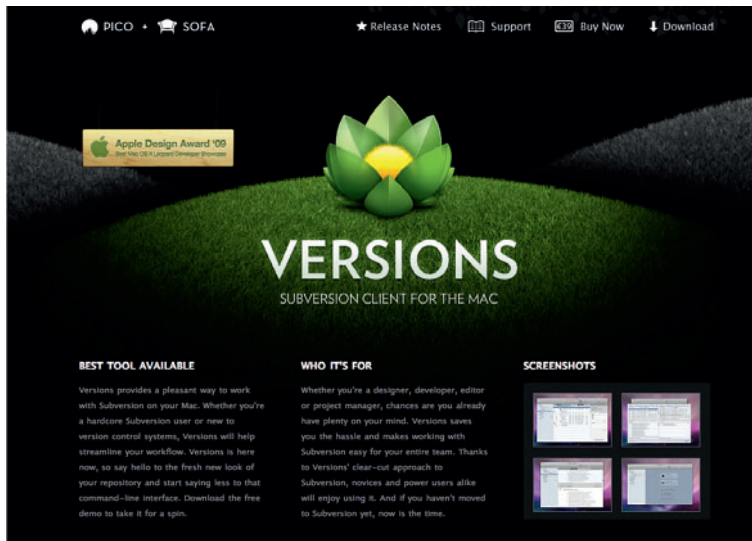 PICO + SOFA
Release Notes
Support
€39 Buy Now
Download
Apple Design Award '09
Best Mac OS X Leopard Developer Showcase
VERSIONS
SUBVERSION CLIENT FOR THE MAC
BEST TOOL AVAILABLE
Versions provides a pleasant way to work
with Subversion on your Mac. Whether you're
a hardcore Subversion user or new to
version control systems, Versions will help
streamline your workflow. Versions is here
now, so say hello to the fresh new look of
your repository and start saying less to that
command-line interface. Download the free
demo to take it for a spin.
WHO IT'S FOR
Whether you're a designer, developer, editor
or project manager, chances are you already
have plenty on your mind. Versions saves
you the hassle and makes working with
Subversion easy for your entire team. Thanks
to Versions' clear-cut approach to
Subversion, novices and power users alike
will enjoy using it. And if you haven't moved
to Subversion yet, now is the time.
SCREENSHOTS